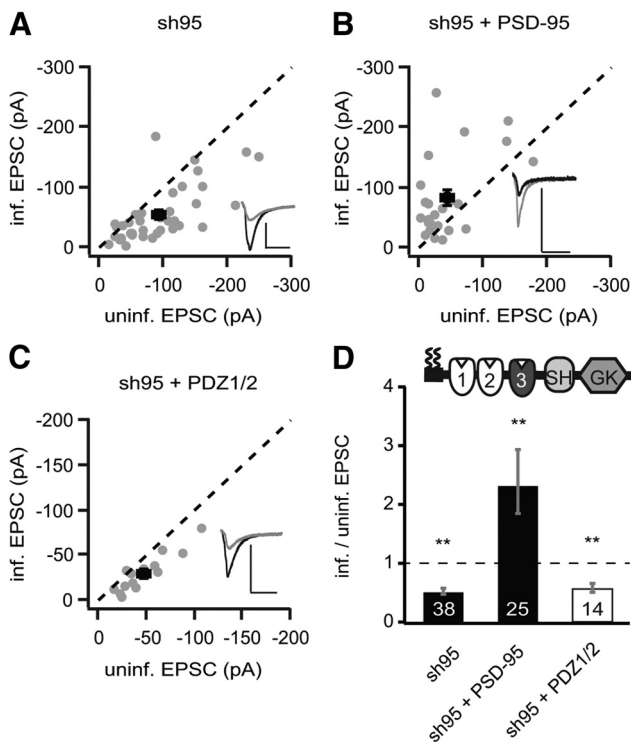 A
sh95
-300
-200
-100
0
inf. EPSC (pA)
0 -100 -200 -300
uninf. EPSC (pA)
B
sh95 + PSD-95
-300
-200
-100
0
inf. EPSC (pA)
0 -100 -200 -300
uninf. EPSC (pA)
C
sh95 + PDZ1/2
-200
-150
-100
-50
0
inf. EPSC (pA)
0 -50 -100 -150 -200
uninf. EPSC (pA)
D
1 2 3 SH GK
4
3
2
1
0
inf. / uninf. EPSC
** ** **
38 25 14
sh95
sh95 + PSD-95
sh95 + PDZ1/2